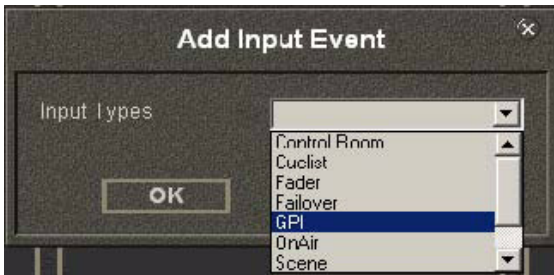 Add Input Event
Input Types
Control Room
Cuelist
Fader
Failover
GPI
OnAir
Scene
OK